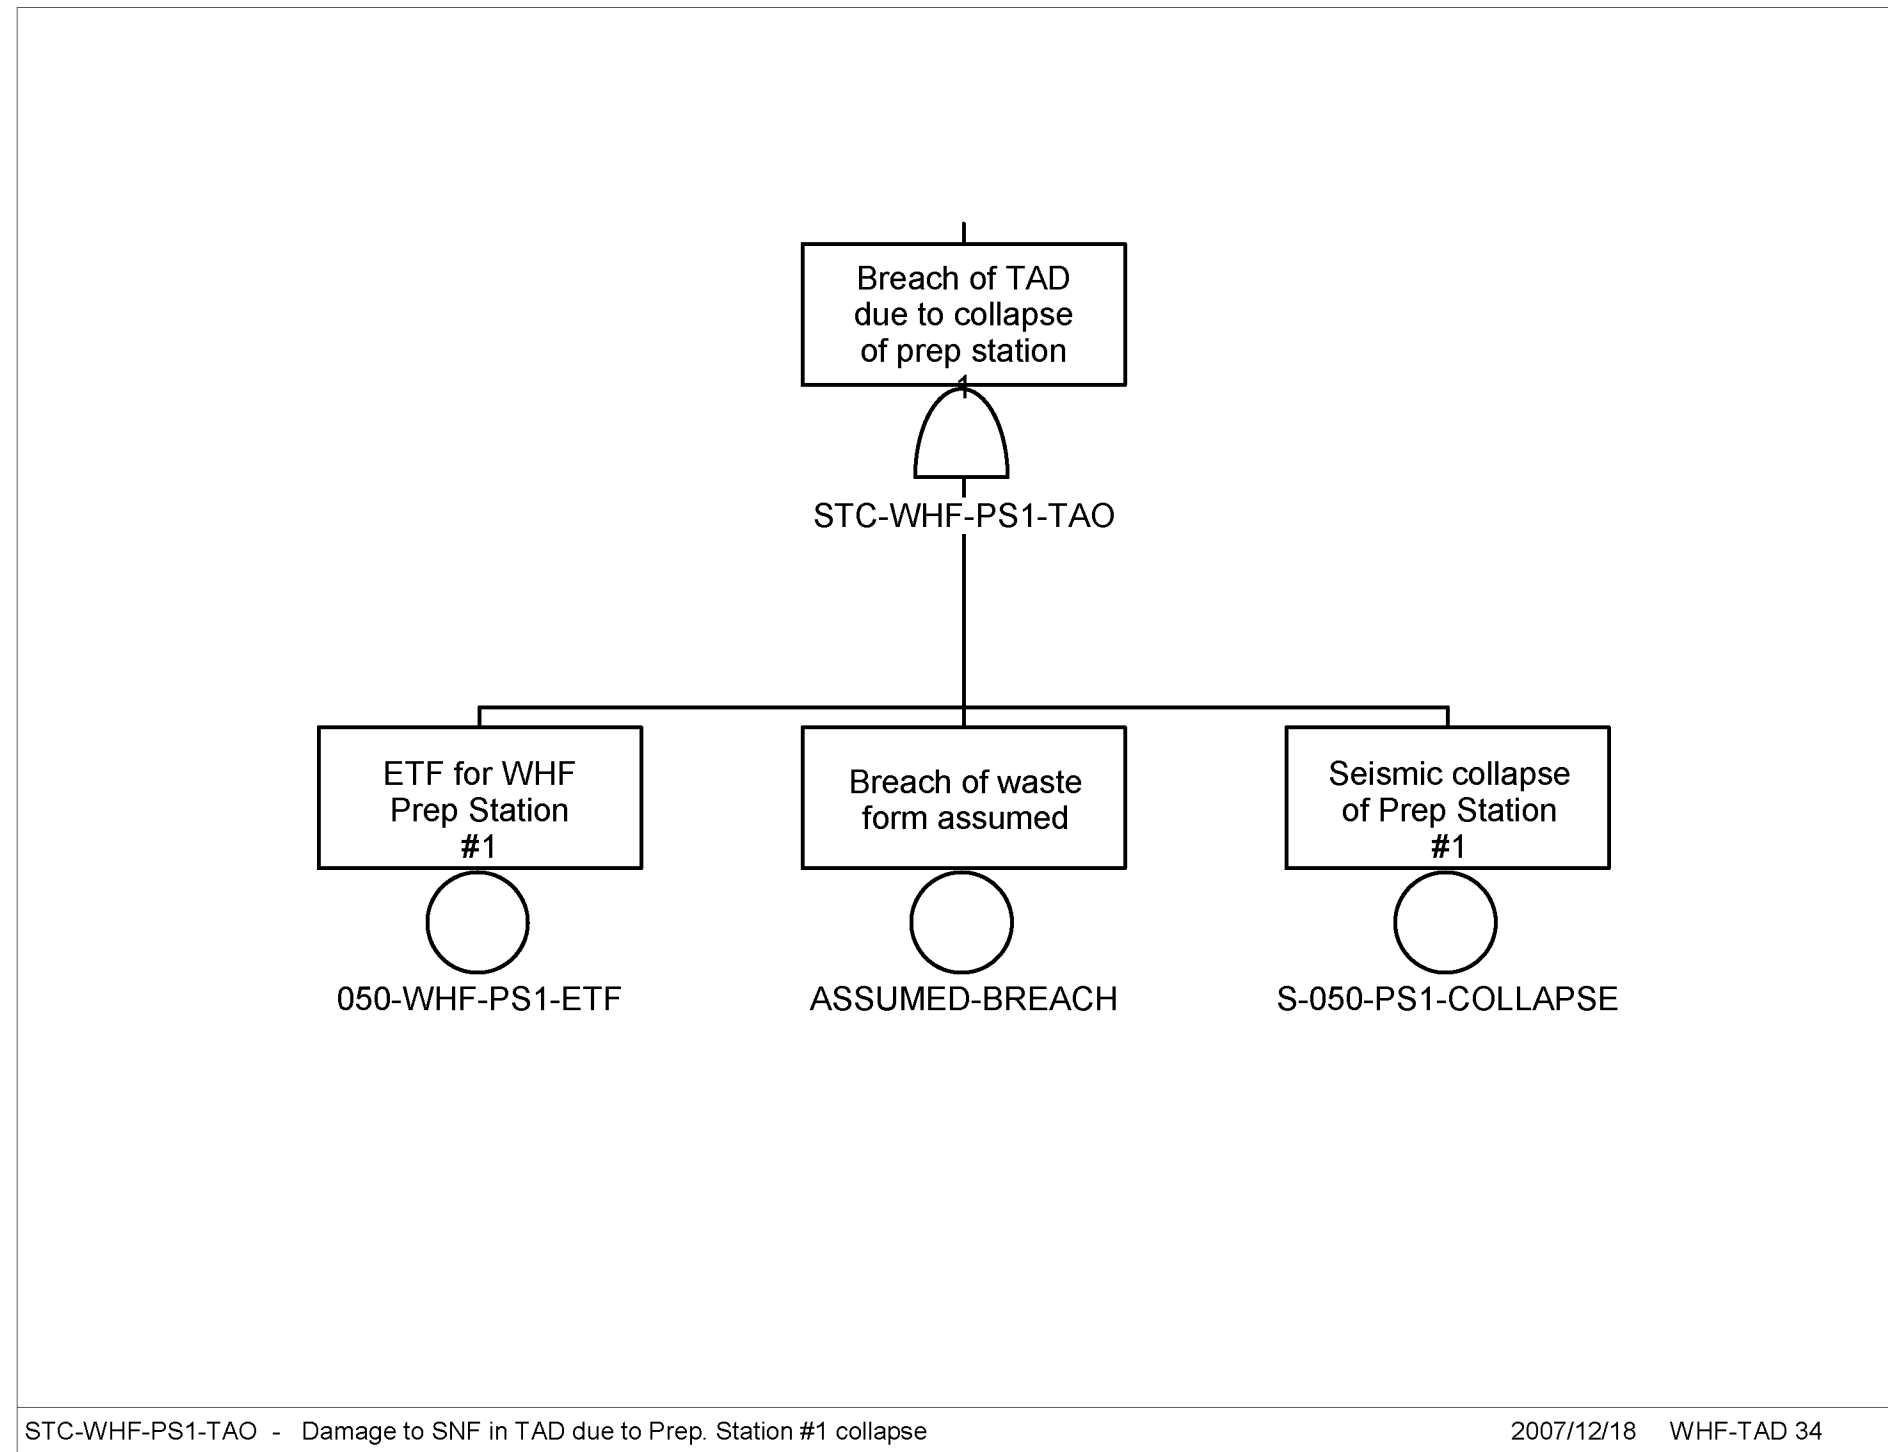 Breach of TAD
due to collapse
of prep station
1
STC-WHF-PS1-TAO
ETF for WHF
Prep Station
#1
Breach of waste
form assumed
Seismic collapse
of Prep Station
#1
050-WHF-PS1-ETF
ASSUMED-BREACH
S-050-PS1-COLLAPSE
STC-WHF-PS1-TAO - Damage to SNF in TAD due to Prep. Station #1 collapse
2007/12/18 WHF-TAD 34